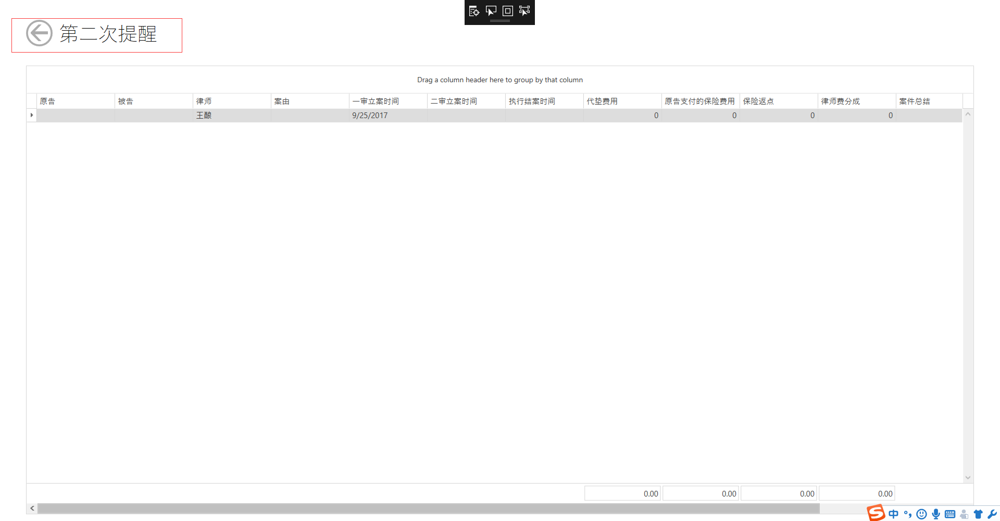 第二次提醒
Drag a column header here to group by that column
原告 被告 律师 案由 一审立案时间 二审立案时间 执行结案时间 代垫费用 原告支付的保险费用 保险返点 律师费分成 案件总结
王酿 9/25/2017 0 0 0 0
0.00 0.00 0.00 0.00
S 中